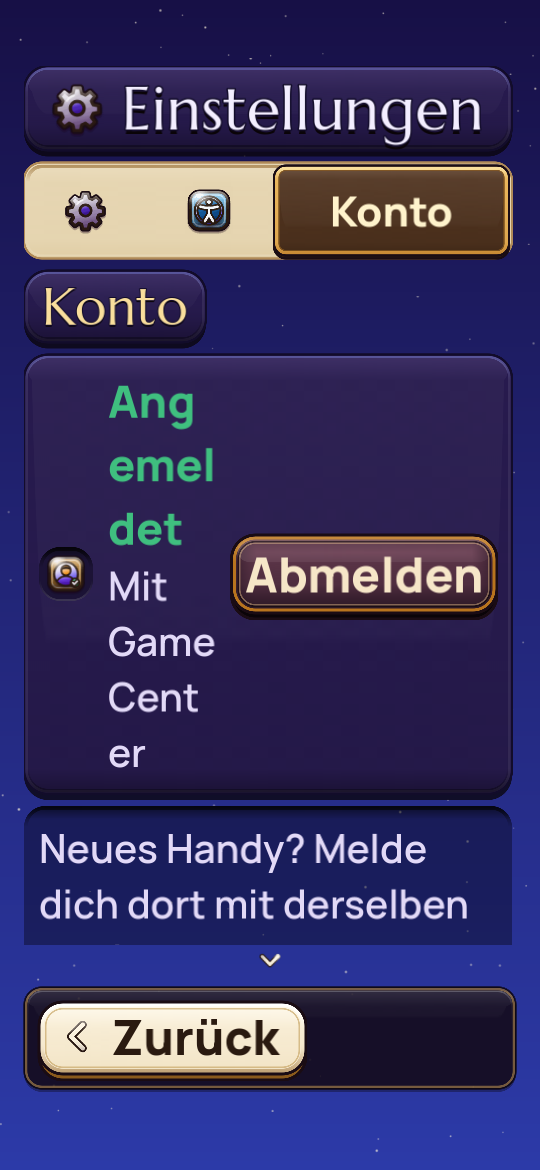 Einstellungen
Konto
Konto
Ang
emel
det
Mit
Game
Cent
er
Abmelden
Neues Handy? Melde
dich dort mit derselben
Zurück